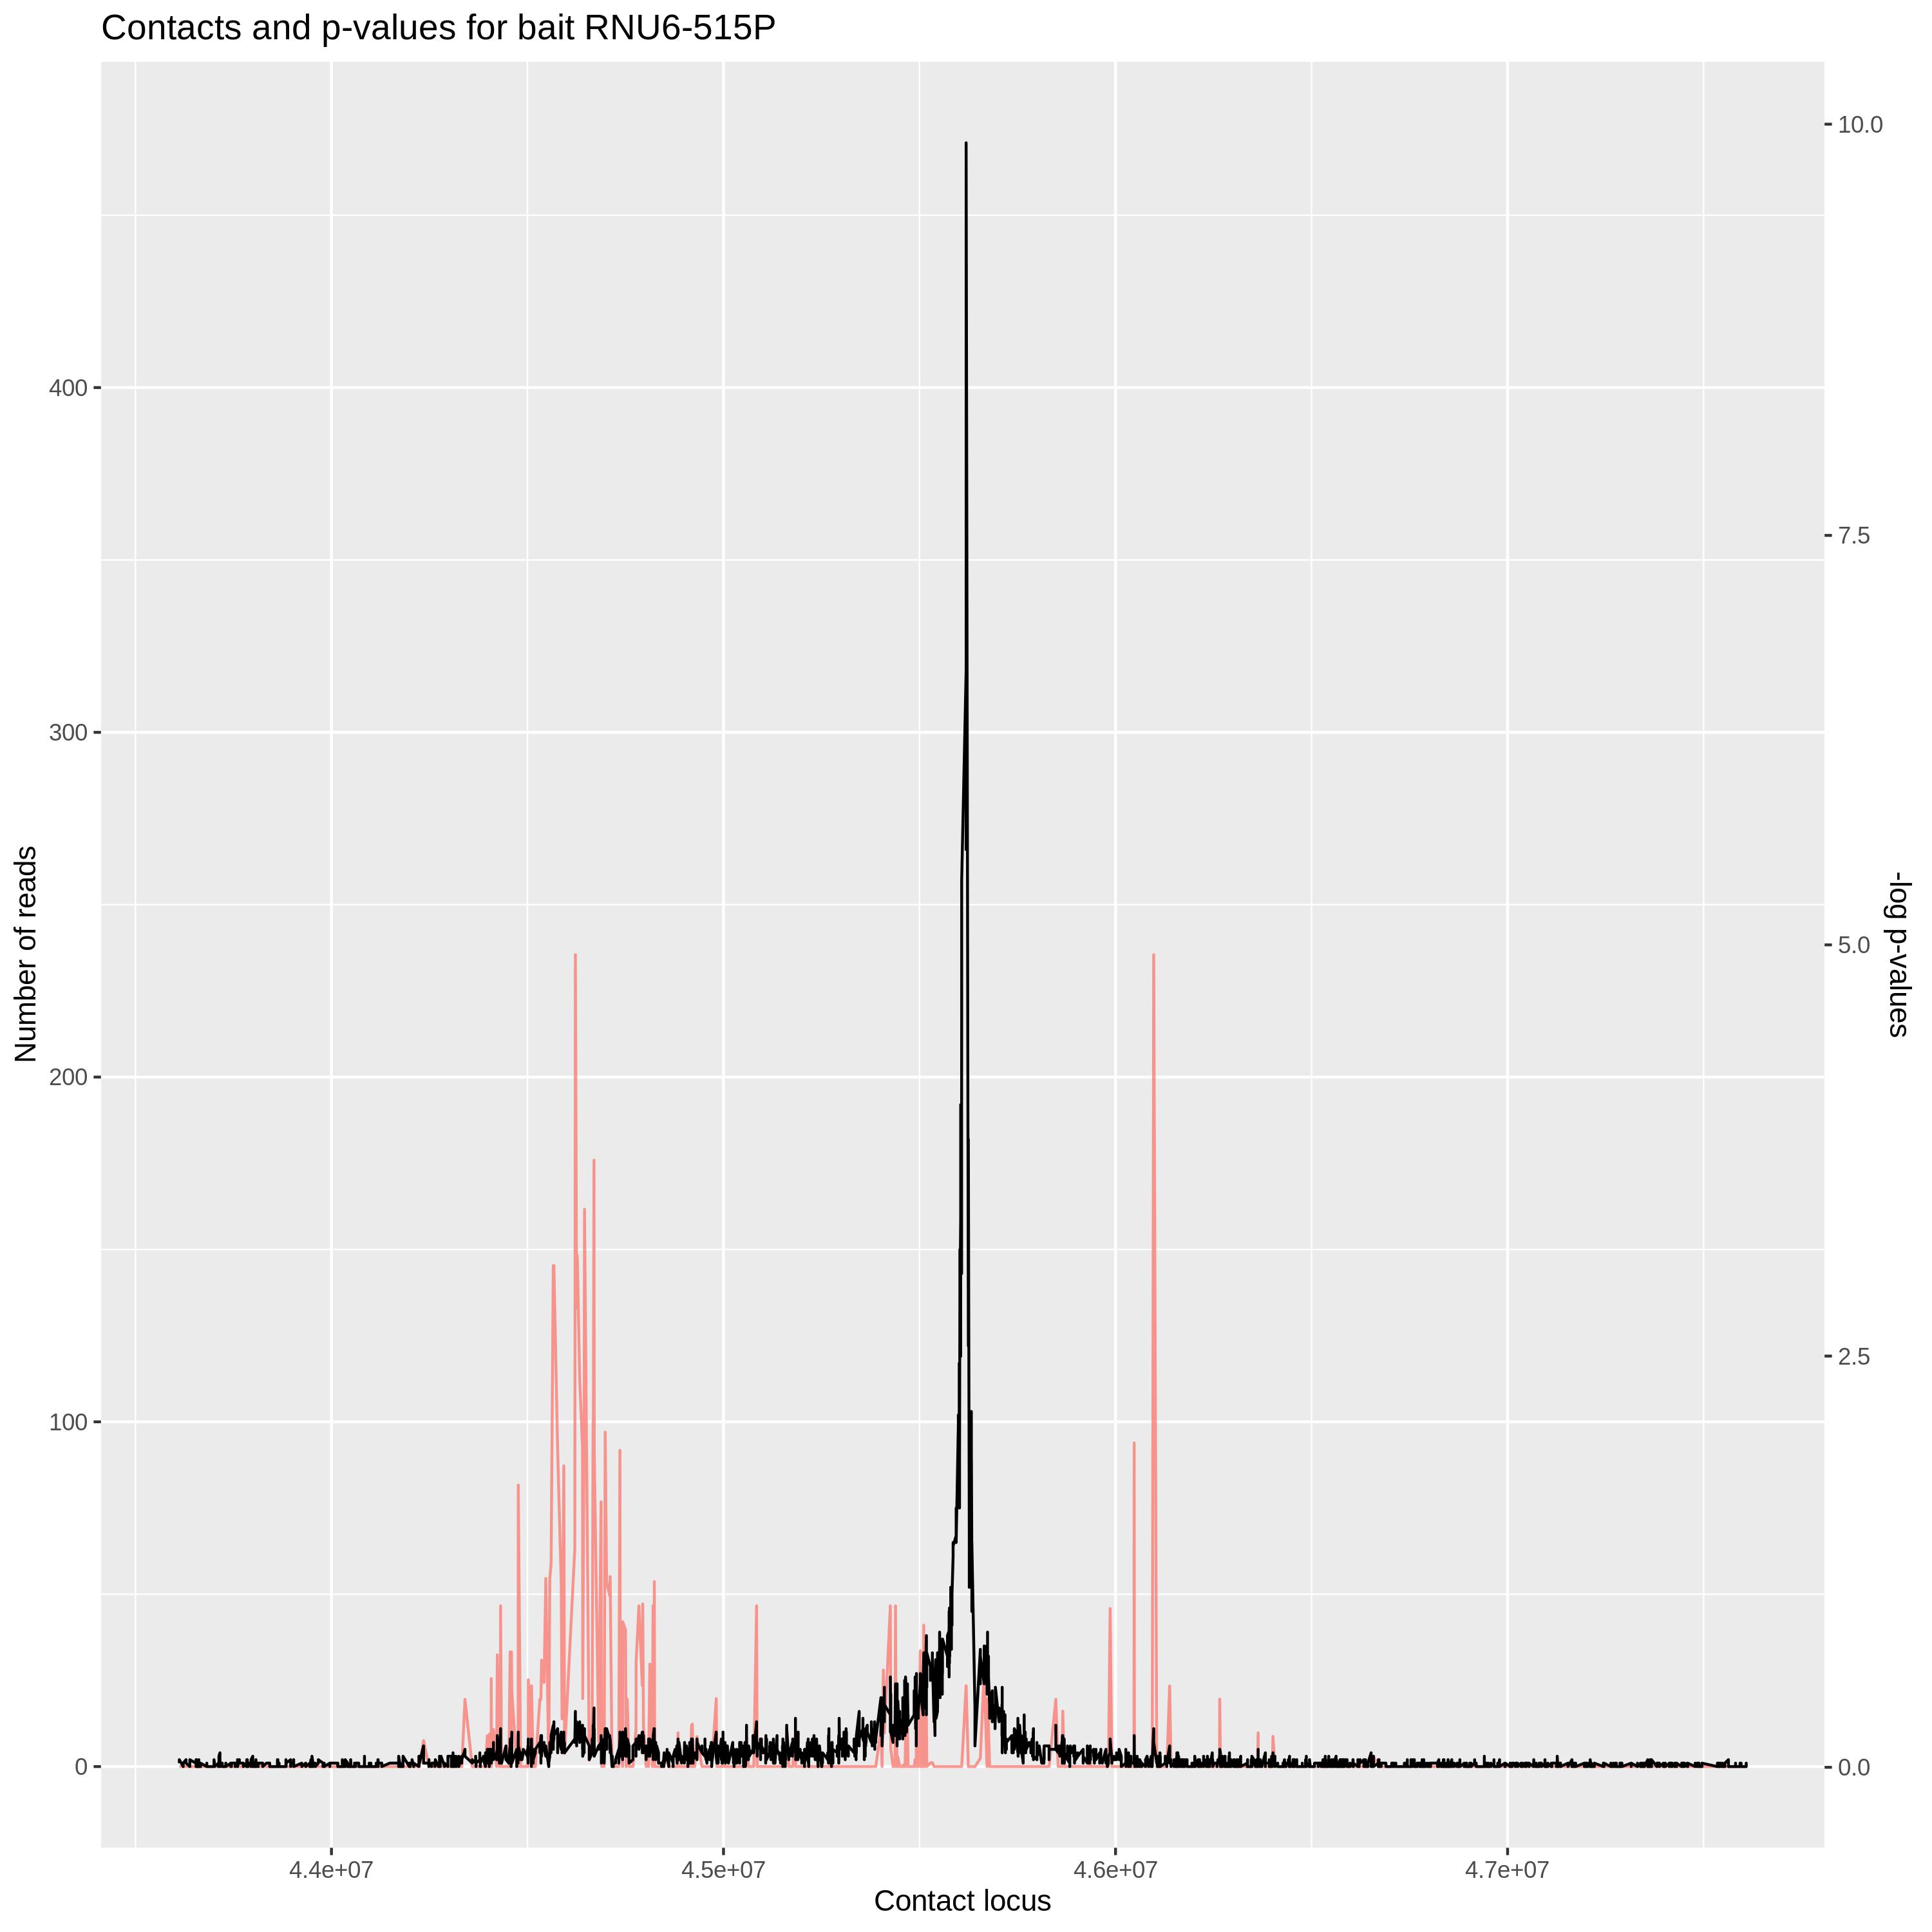 Contacts and p-values for bait RNU6-515P
Number of reads
400
300
200
100
0
10.0
7.5
5.0
2.5
0.0
-log p-values
4.4e+07
4.5e+07
4.6e+07
4.7e+07
Contact locus